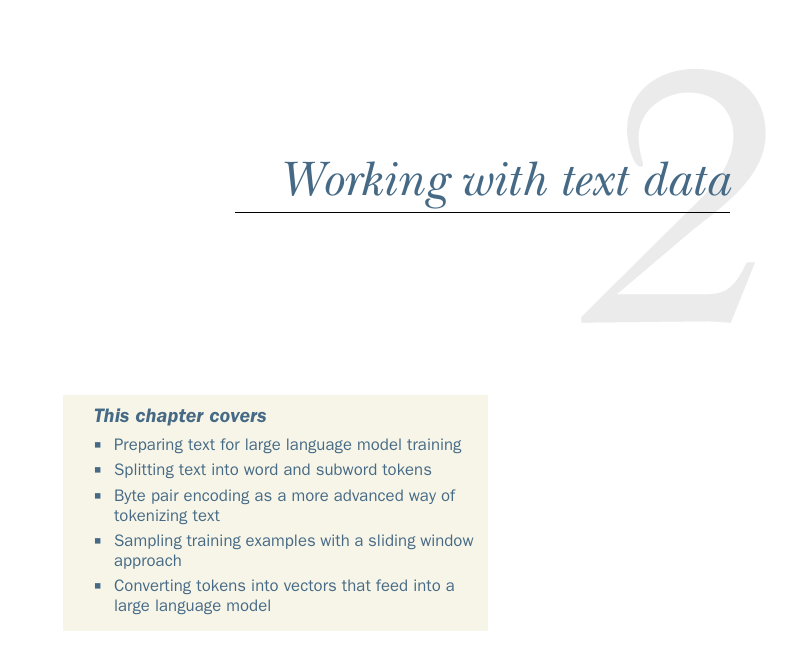 2
Working with text data
This chapter covers
▪ Preparing text for large language model training
▪ Splitting text into word and subword tokens
▪ Byte pair encoding as a more advanced way of
tokenizing text
▪ Sampling training examples with a sliding window
approach
▪ Converting tokens into vectors that feed into a
large language model